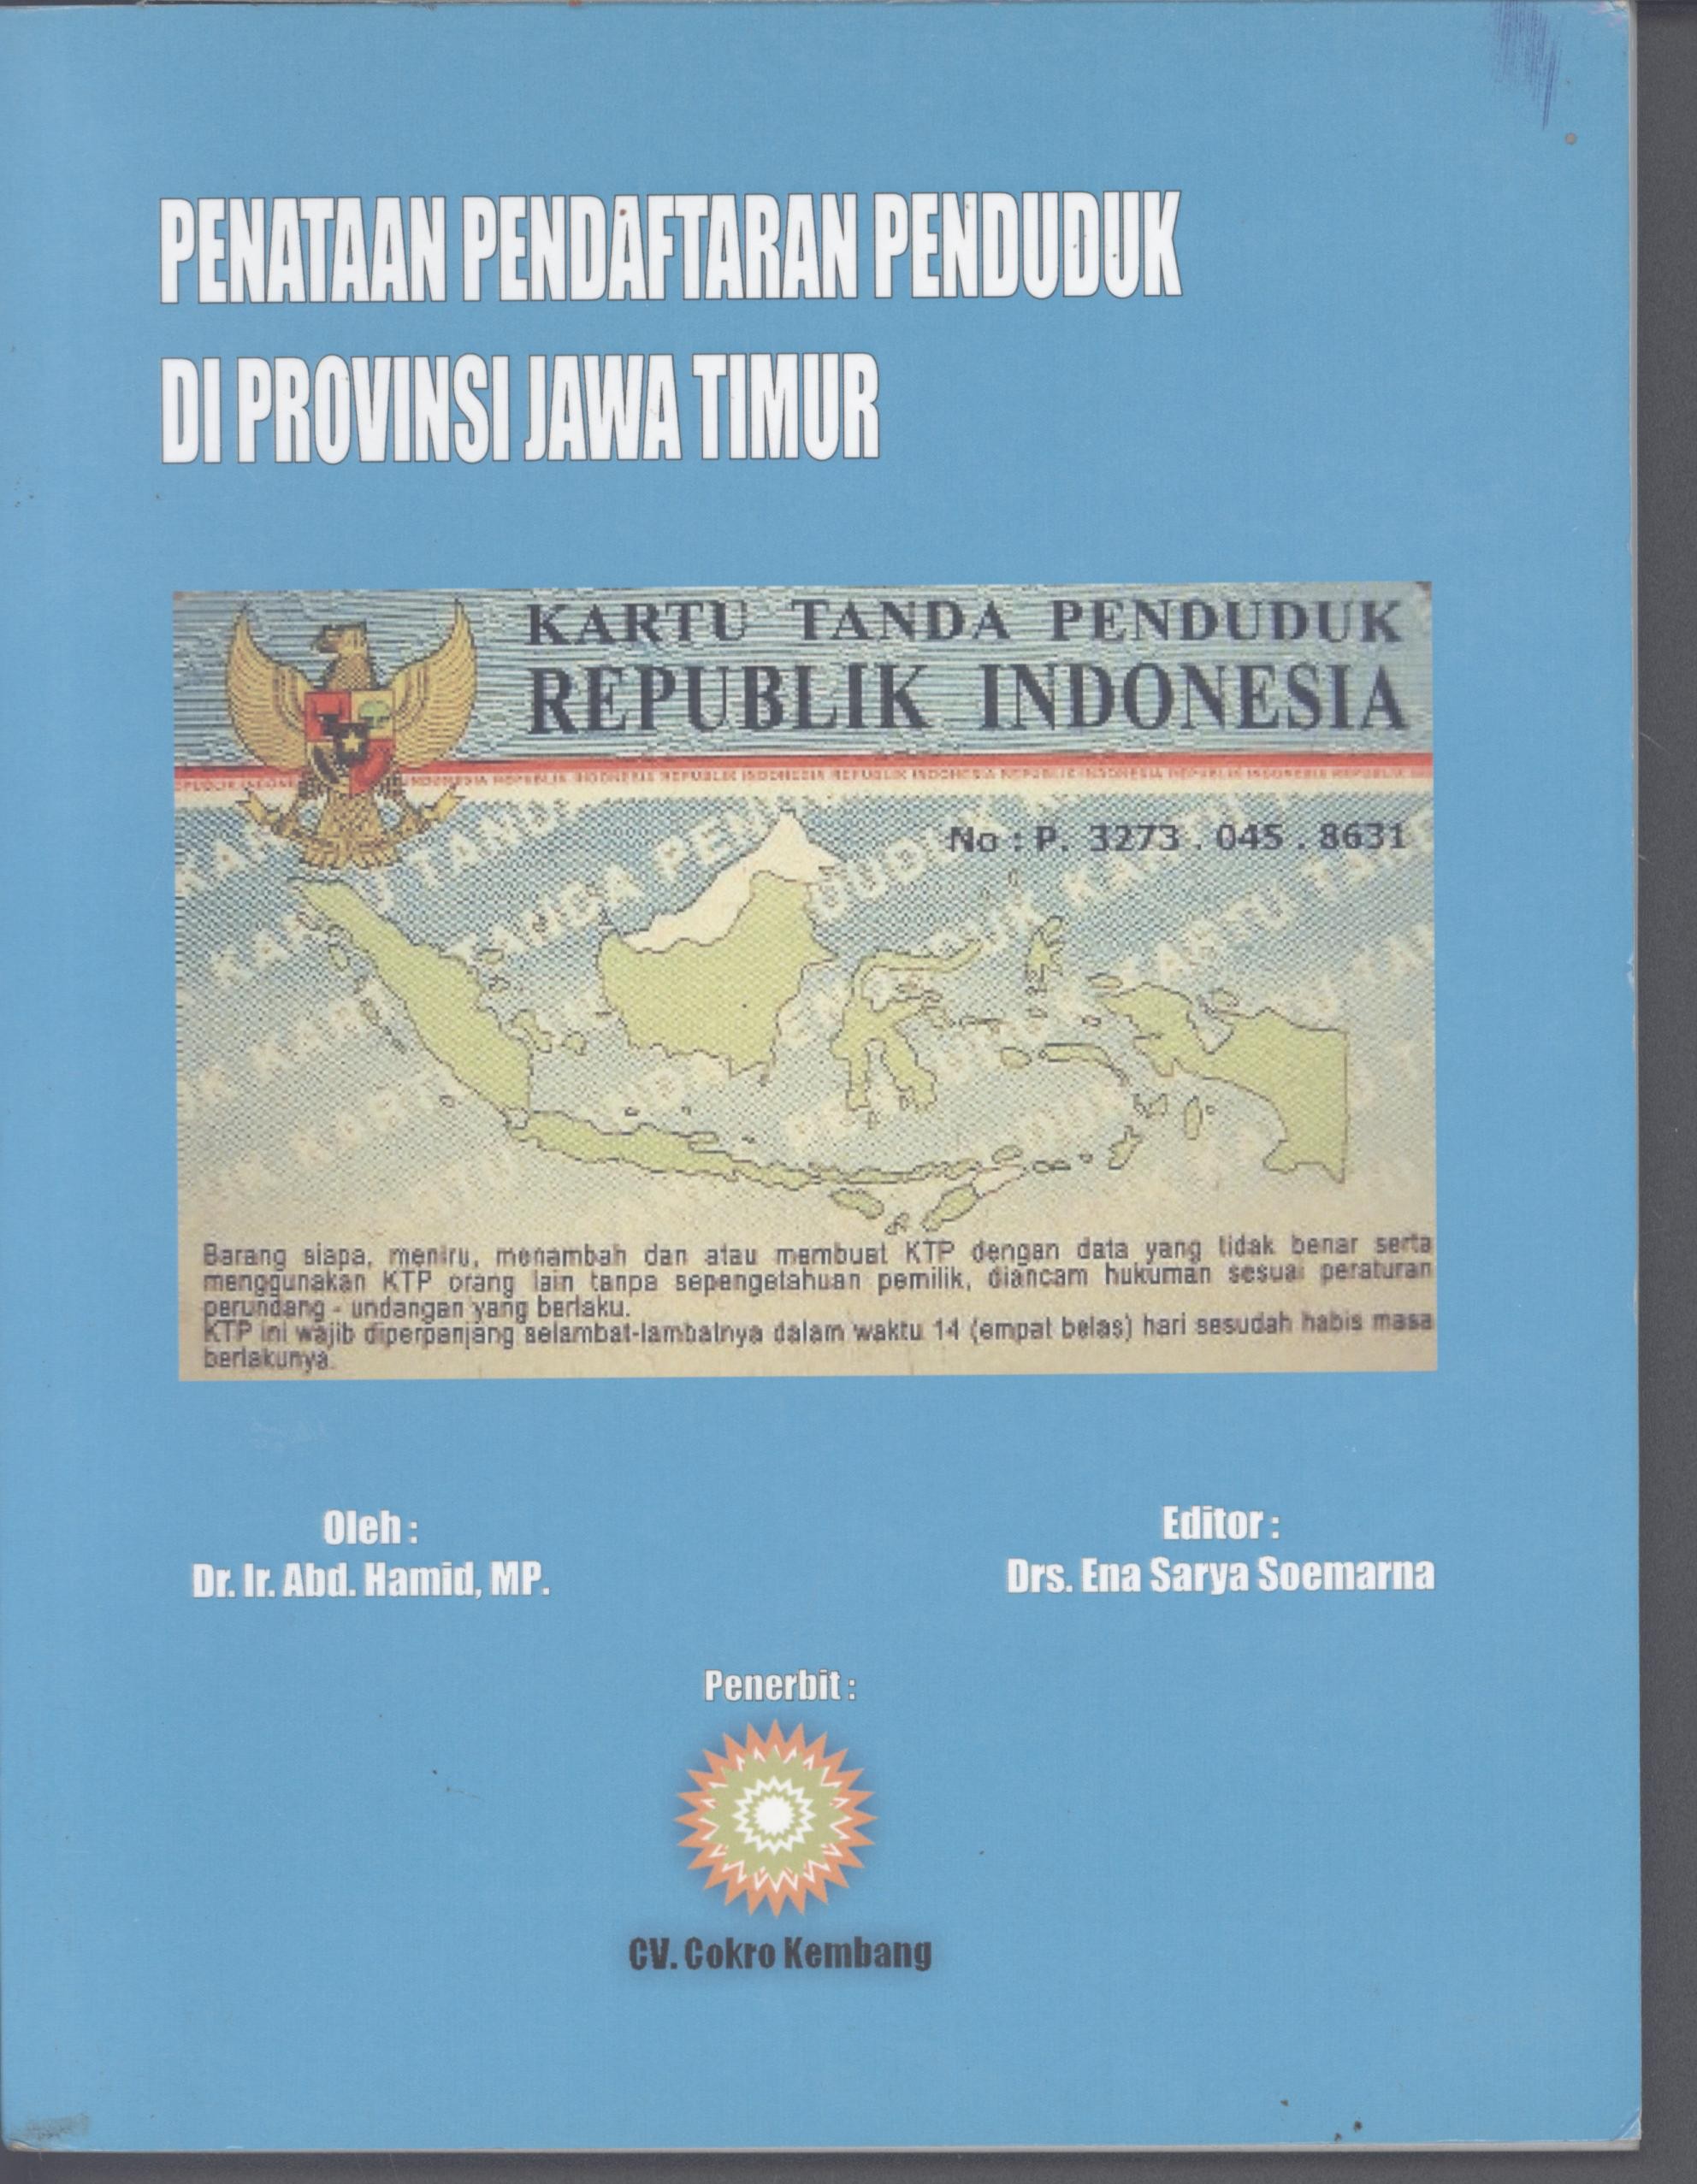 PENATAAN PENDAFTARAN PENDUDUK
DI PROVINSI JAWA TIMUR
KARTU TANDA PENDUDUK
REPUBLIK INDONESIA
No : P. 3273 . 045 . 8631
Barang siapa, meniru, menambah dan atau membuat KTP dengan data yang tidak benar serta
menggunakan KTP orang lain tanpa sepengetahuan pemilik, diancam hukuman sesuai peraturan
perundang - undangan yang berlaku.
KTP ini wajib diperpanjang selambat-lambatnya dalam waktu 14 (empat belas) hari sesudah habis masa
berlakunya.
Oleh :
Dr. Ir. Abd. Hamid, MP.
Editor :
Drs. Ena Sarya Soemarna
Penerbit :
CV. Cokro Kembang